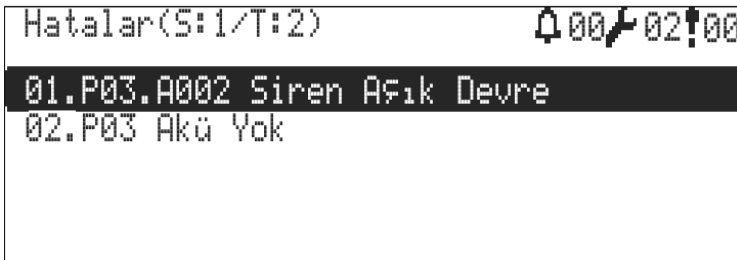 Hatalar(S:1/T:2) 00 02 00
01.P03.A002 Siren Açık Devre
02.P03 Akü Yok